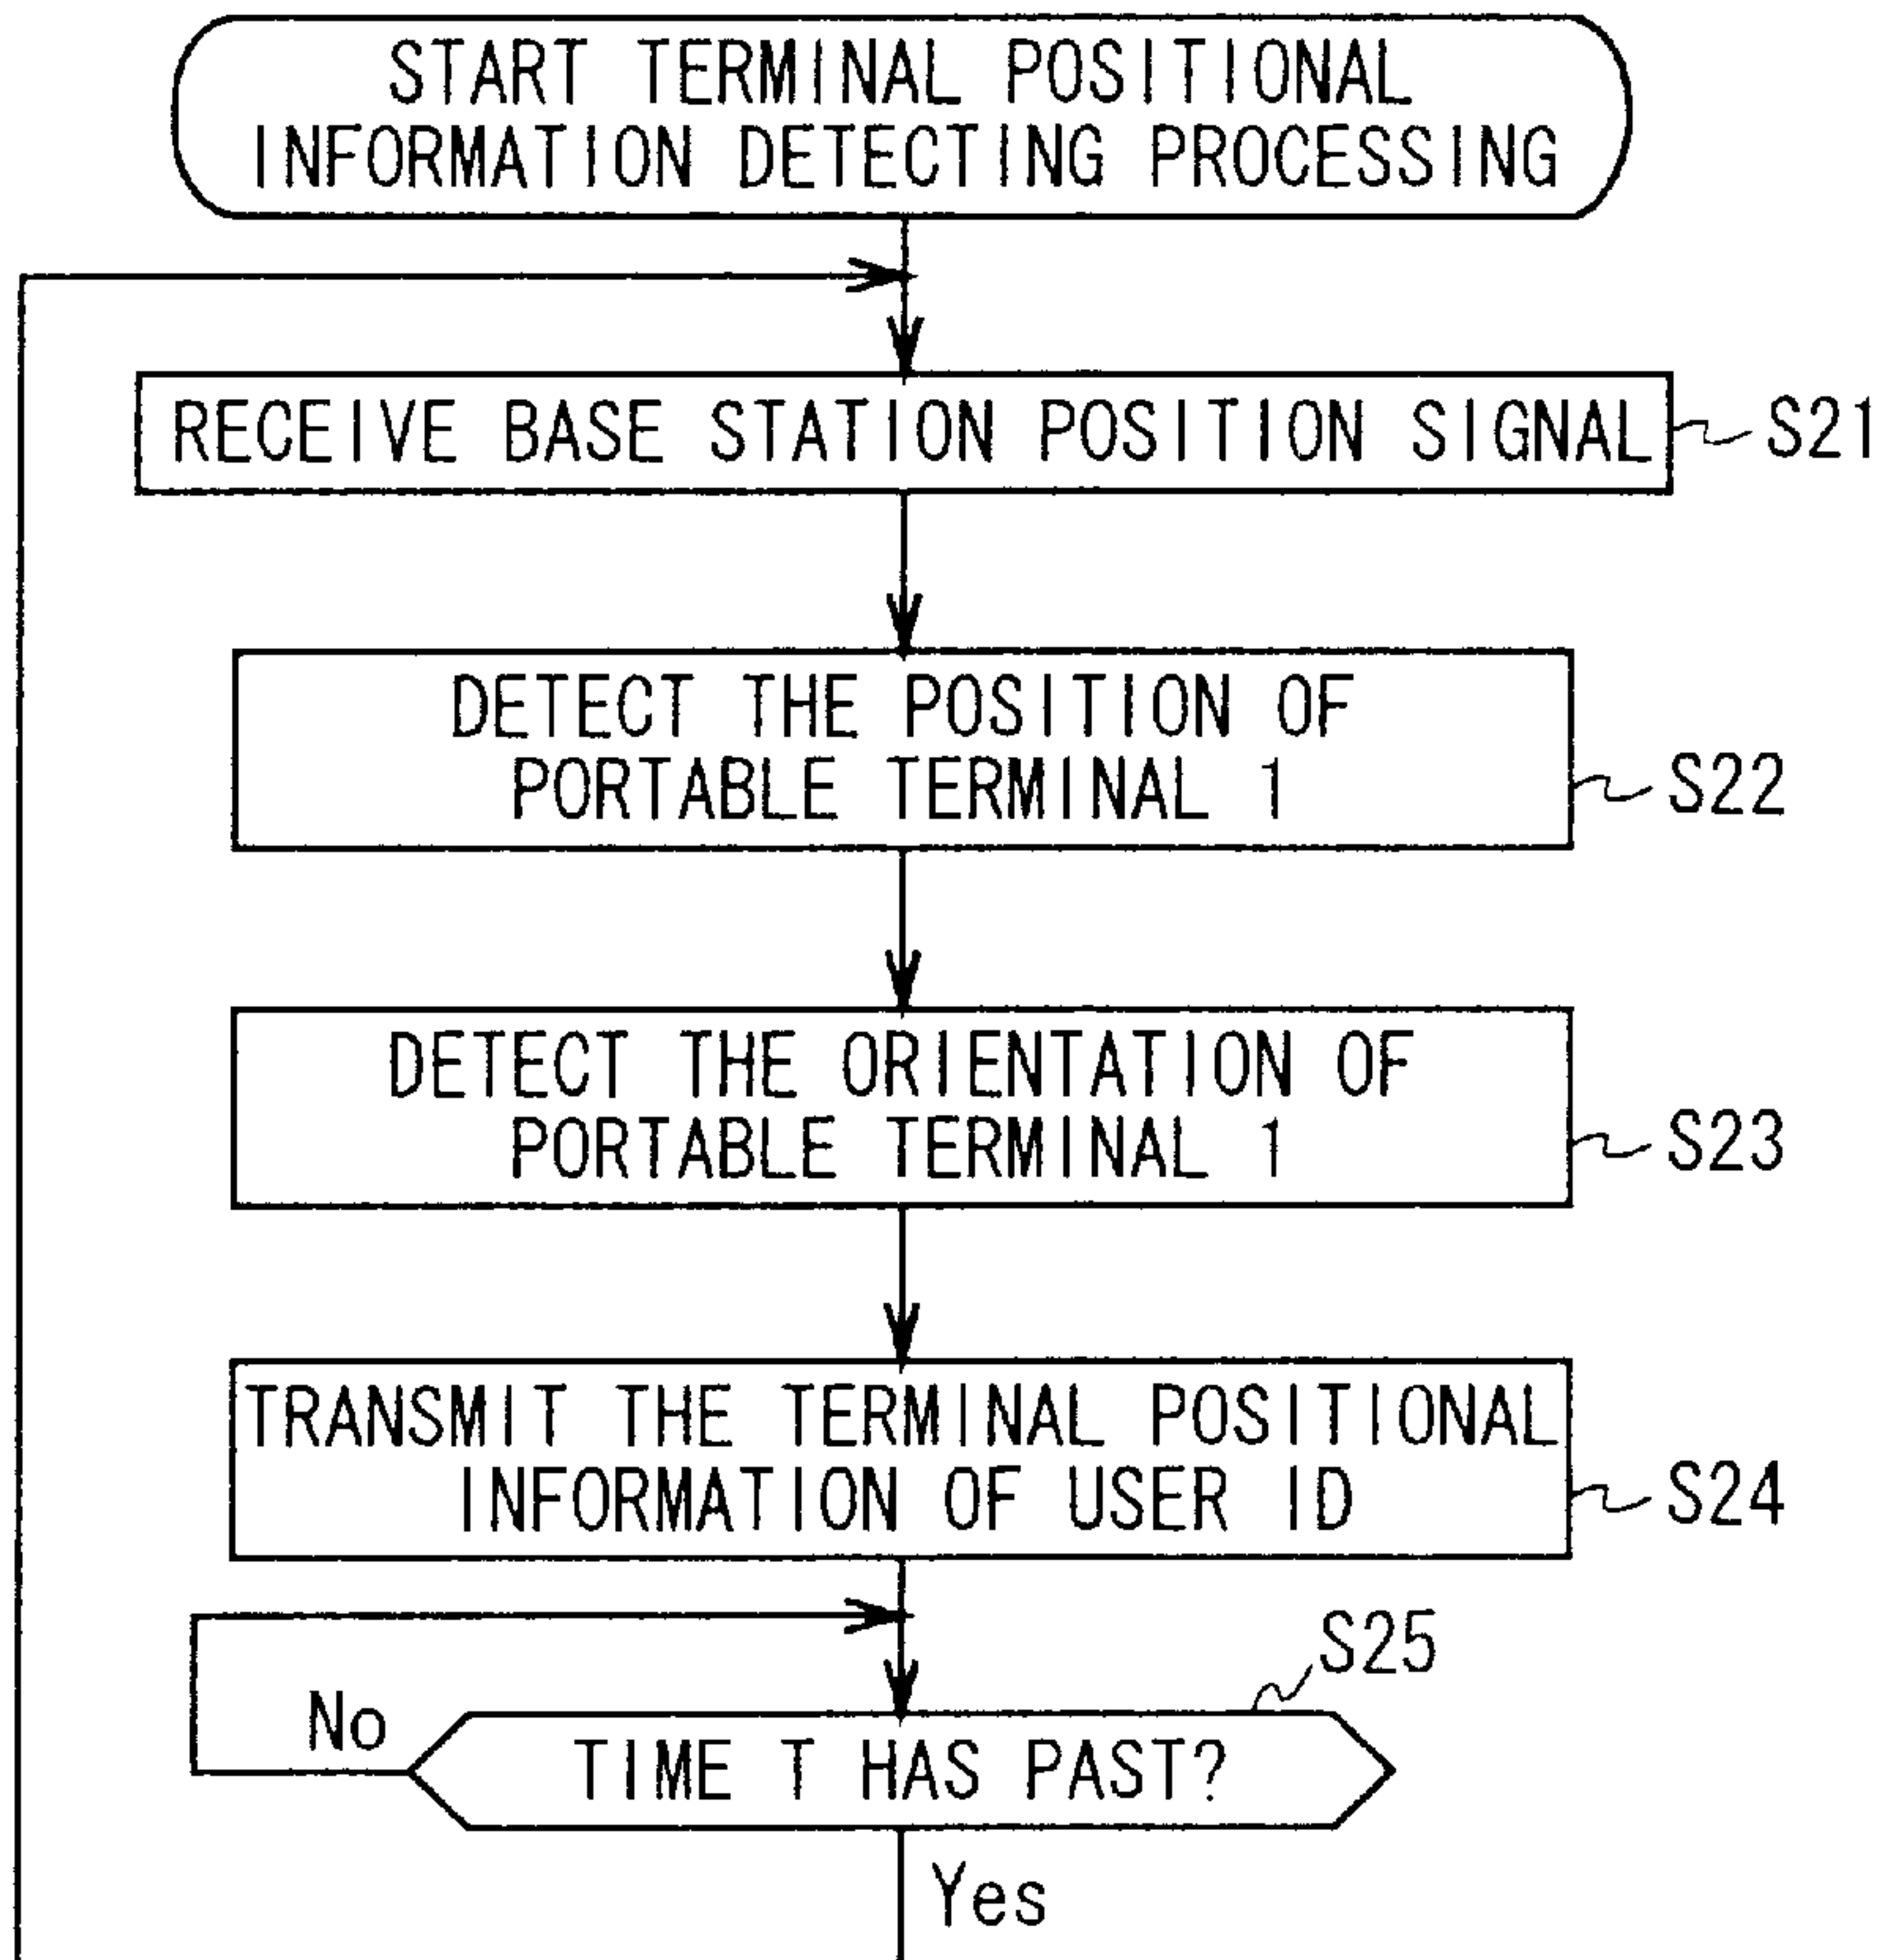 START TERMINAL POSITIONAL
INFORMATION DETECTING PROCESSING
RECEIVE BASE STATION POSITION SIGNAL
S21
DETECT THE POSITION OF
PORTABLE TERMINAL 1
S22
DETECT THE ORIENTATION OF
PORTABLE TERMINAL 1
S23
TRANSMIT THE TERMINAL POSITIONAL
INFORMATION OF USER ID
S24
S25
No
TIME T HAS PAST?
Yes